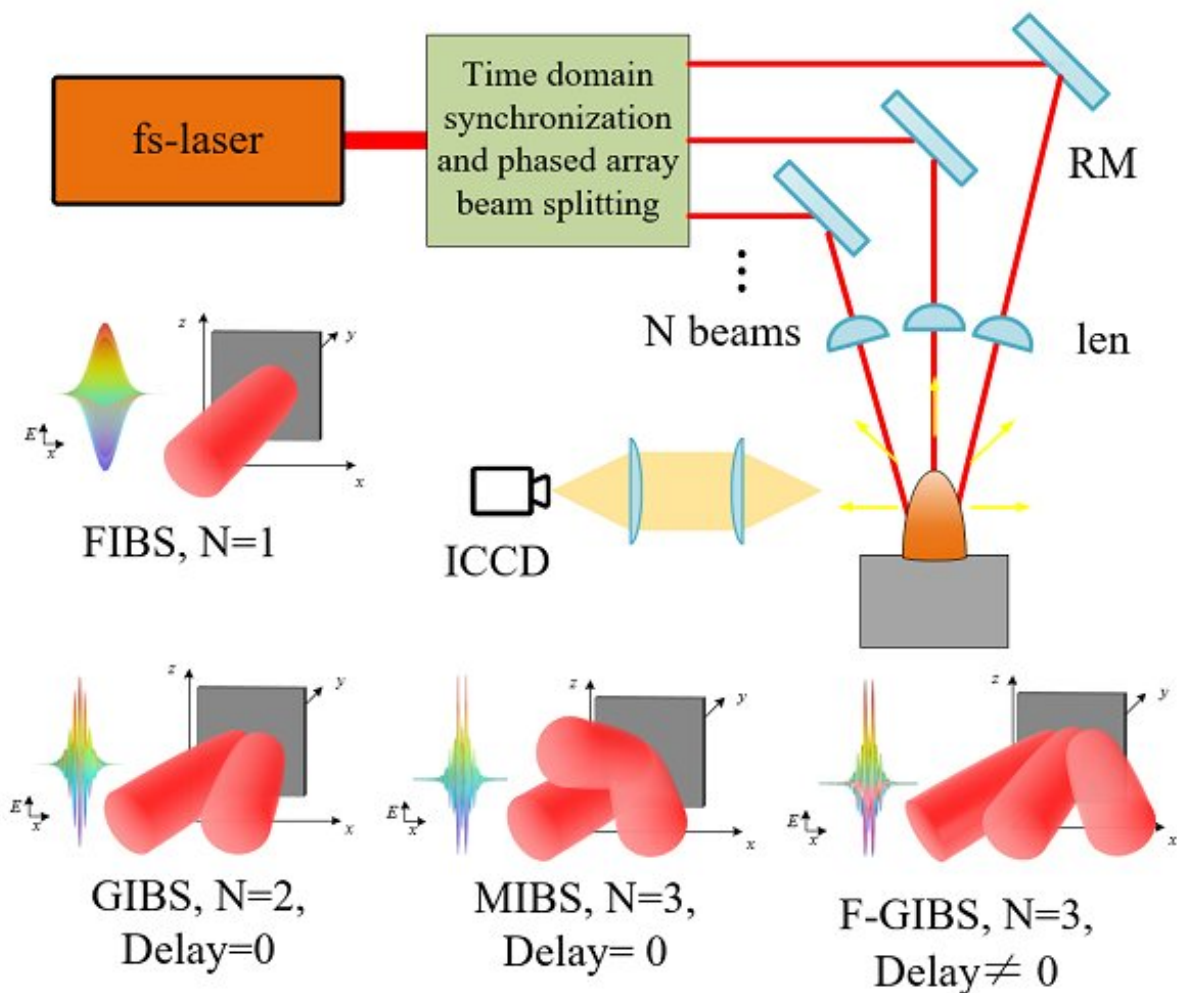 fs-laser
Time domain
synchronization
and phased array
beam splitting
RM
N beams
len
z
y
E
x
x
FIBS, N=1
ICCD
z
y
E
x
x
GIBS, N=2,
Delay=0
z
y
E
x
x
MIBS, N=3,
Delay= 0
z
y
E
x
x
F-GIBS, N=3,
Delay≠ 0